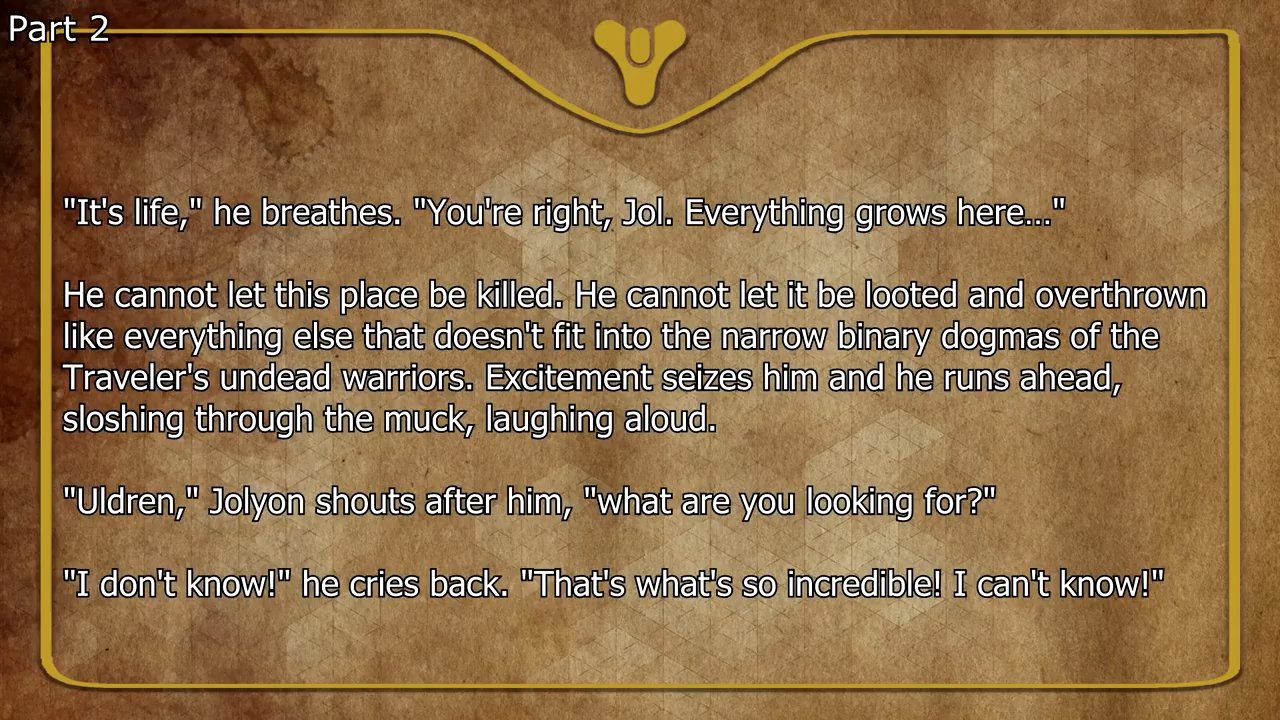 Part 2
"It's life," he breathes. "You're right, Jol. Everything grows here..."
He cannot let this place be killed. He cannot let it be looted and overthrown
like everything else that doesn't fit into the narrow binary dogmas of the
Traveler's undead warriors. Excitement seizes him and he runs ahead,
sloshing through the muck, laughing aloud.
"Uldren," Jolyon shouts after him, "what are you looking for?"
"I don't know!" he cries back. "That's what's so incredible! I can't know!"